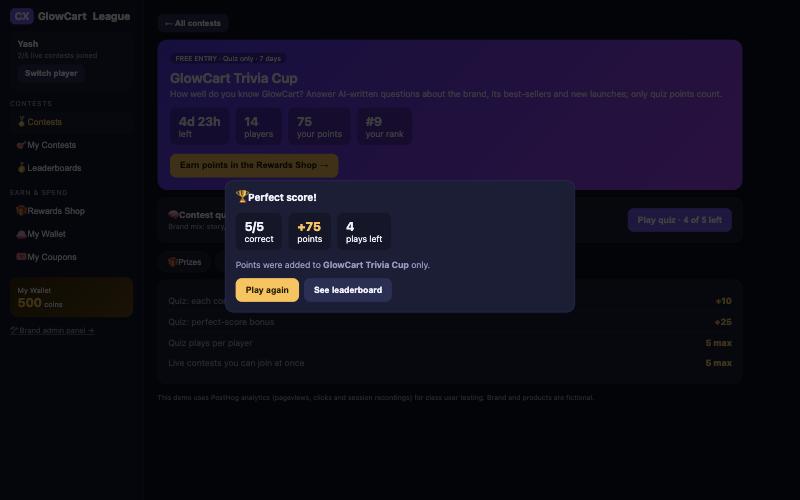 CX GlowCart League
Yash
2/5 live contests joined
Switch player
CONTESTS
Contests
My Contests
Leaderboards
EARN & SPEND
Rewards Shop
My Wallet
My Coupons
My Wallet
500 coins
Brand admin panel →
← All contests
FREE ENTRY · Quiz only · 7 days
GlowCart Trivia Cup
How well do you know GlowCart? Answer AI-written questions about the brand, its best-sellers and new launches; only quiz points count.
4d 23h
left
14
players
75
your points
#9
your rank
Earn points in the Rewards Shop →
Contest qu
Brand mix: story,
Play quiz · 4 of 5 left
Perfect score!
5/5
correct
+75
points
4
plays left
Points were added to GlowCart Trivia Cup only.
Play again
See leaderboard
Prizes
Quiz: each cor
+10
Quiz: perfect-score bonus
+25
Quiz plays per player
5 max
Live contests you can join at once
5 max
This demo uses PostHog analytics (pageviews, clicks and session recordings) for class user testing. Brand and products are fictional.